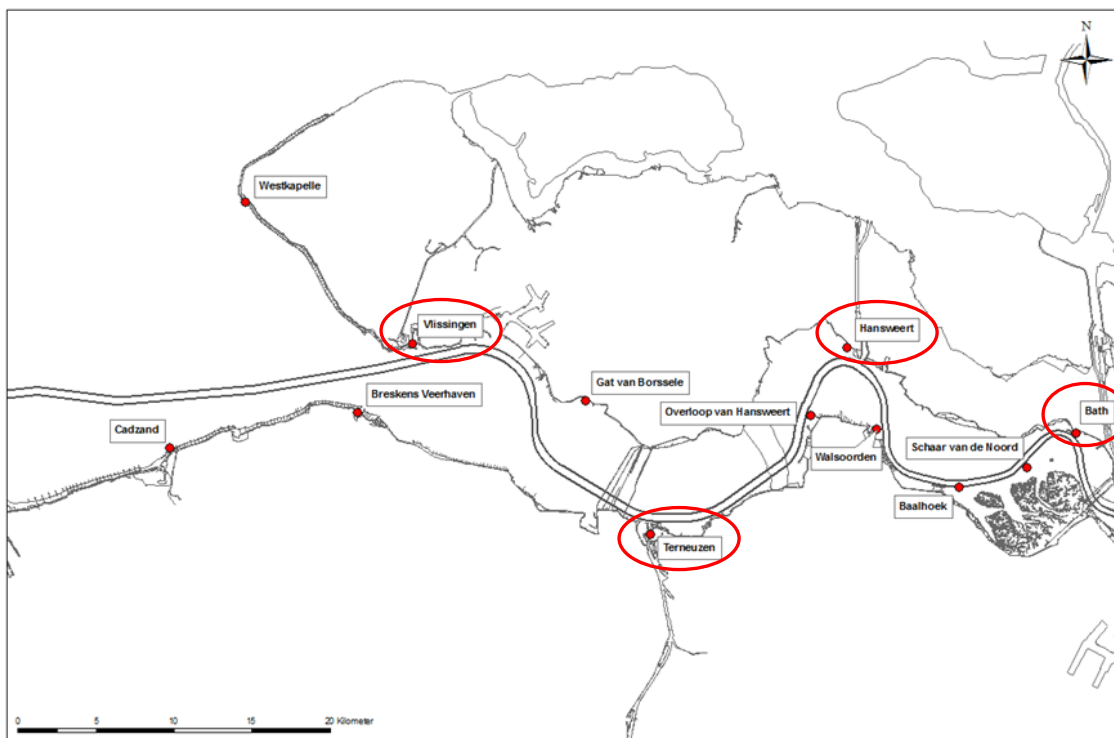 N
Westkapelle
Vlissingen
Hansweert
Breskens Veerhaven
Gat van Borssele
Overloop van Hansweert
Bath
Cadzand
Schaar van de Noord
Walsoorden
Baalhoek
Terneuzen
0 5 10 15 20 Kilometer